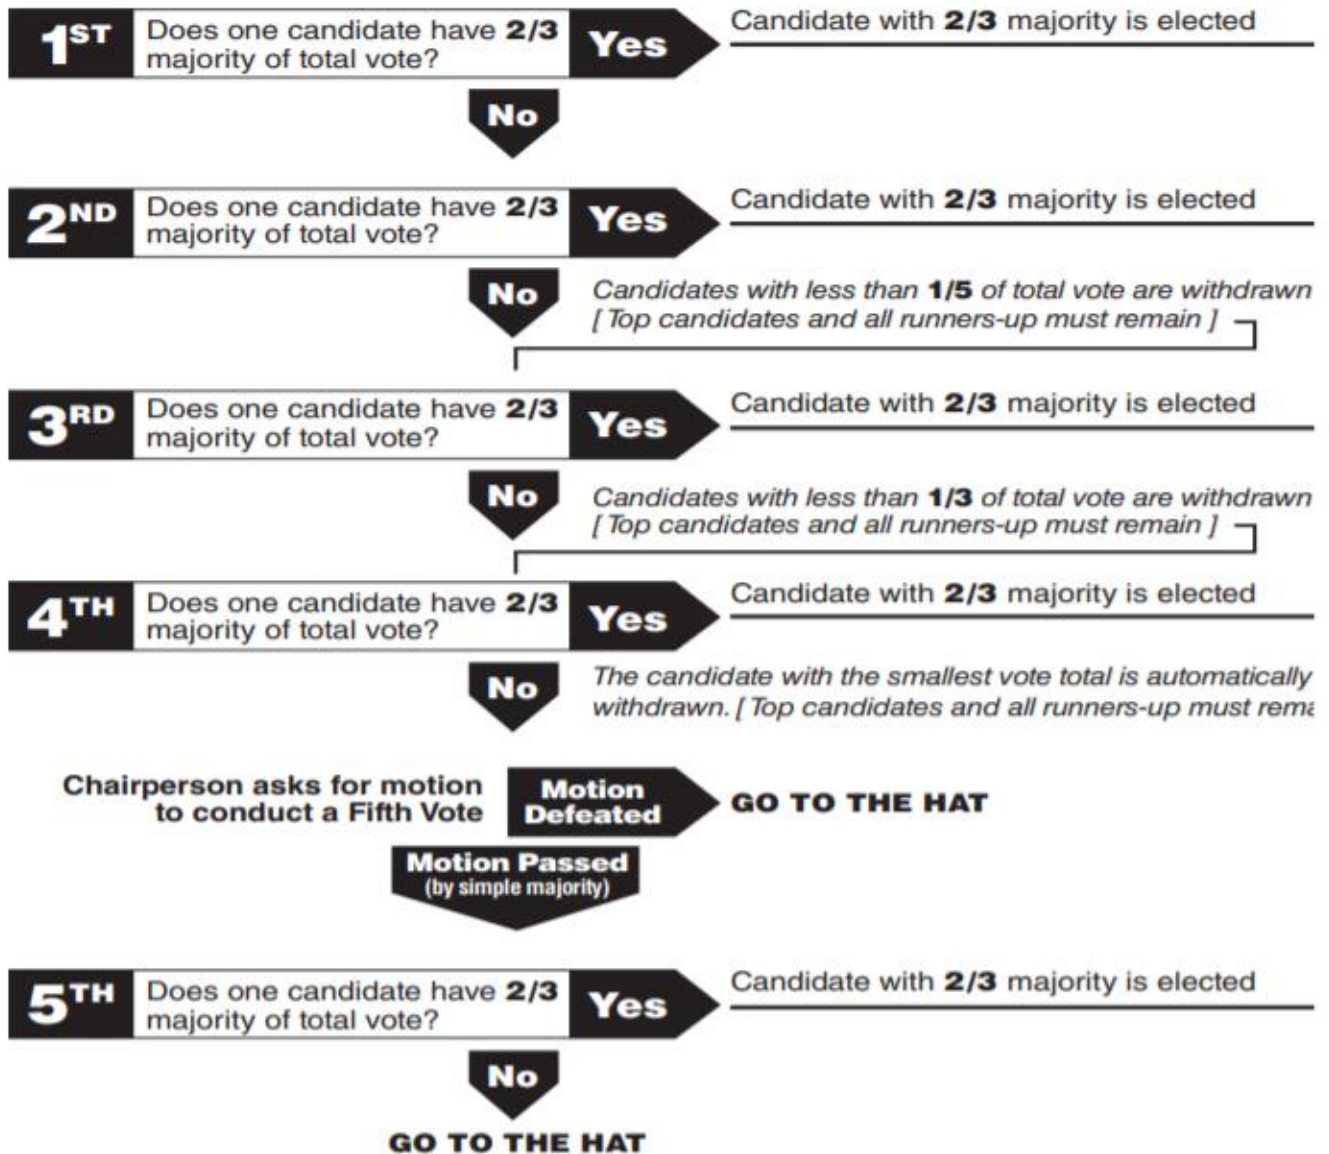 1ST Does one candidate have 2/3 Yes Candidate with 2/3 majority is elected
majority of total vote?
No
2ND Does one candidate have 2/3 Yes Candidate with 2/3 majority is elected
majority of total vote?
No Candidates with less than 1/5 of total vote are withdrawn
[ Top candidates and all runners-up must remain ]
3RD Does one candidate have 2/3 Yes Candidate with 2/3 majority is elected
majority of total vote?
No Candidates with less than 1/3 of total vote are withdrawn
[ Top candidates and all runners-up must remain ]
4TH Does one candidate have 2/3 Yes Candidate with 2/3 majority is elected
majority of total vote?
No The candidate with the smallest vote total is automatically
withdrawn. [ Top candidates and all runners-up must
Chairperson asks for motion
to conduct a Fifth Vote
Motion
Defeated
GO TO THE HAT
Motion Passed
(by simple majority)
5TH Does one candidate have 2/3 Yes Candidate with 2/3 majority is elected
majority of total vote?
No
GO TO THE HAT